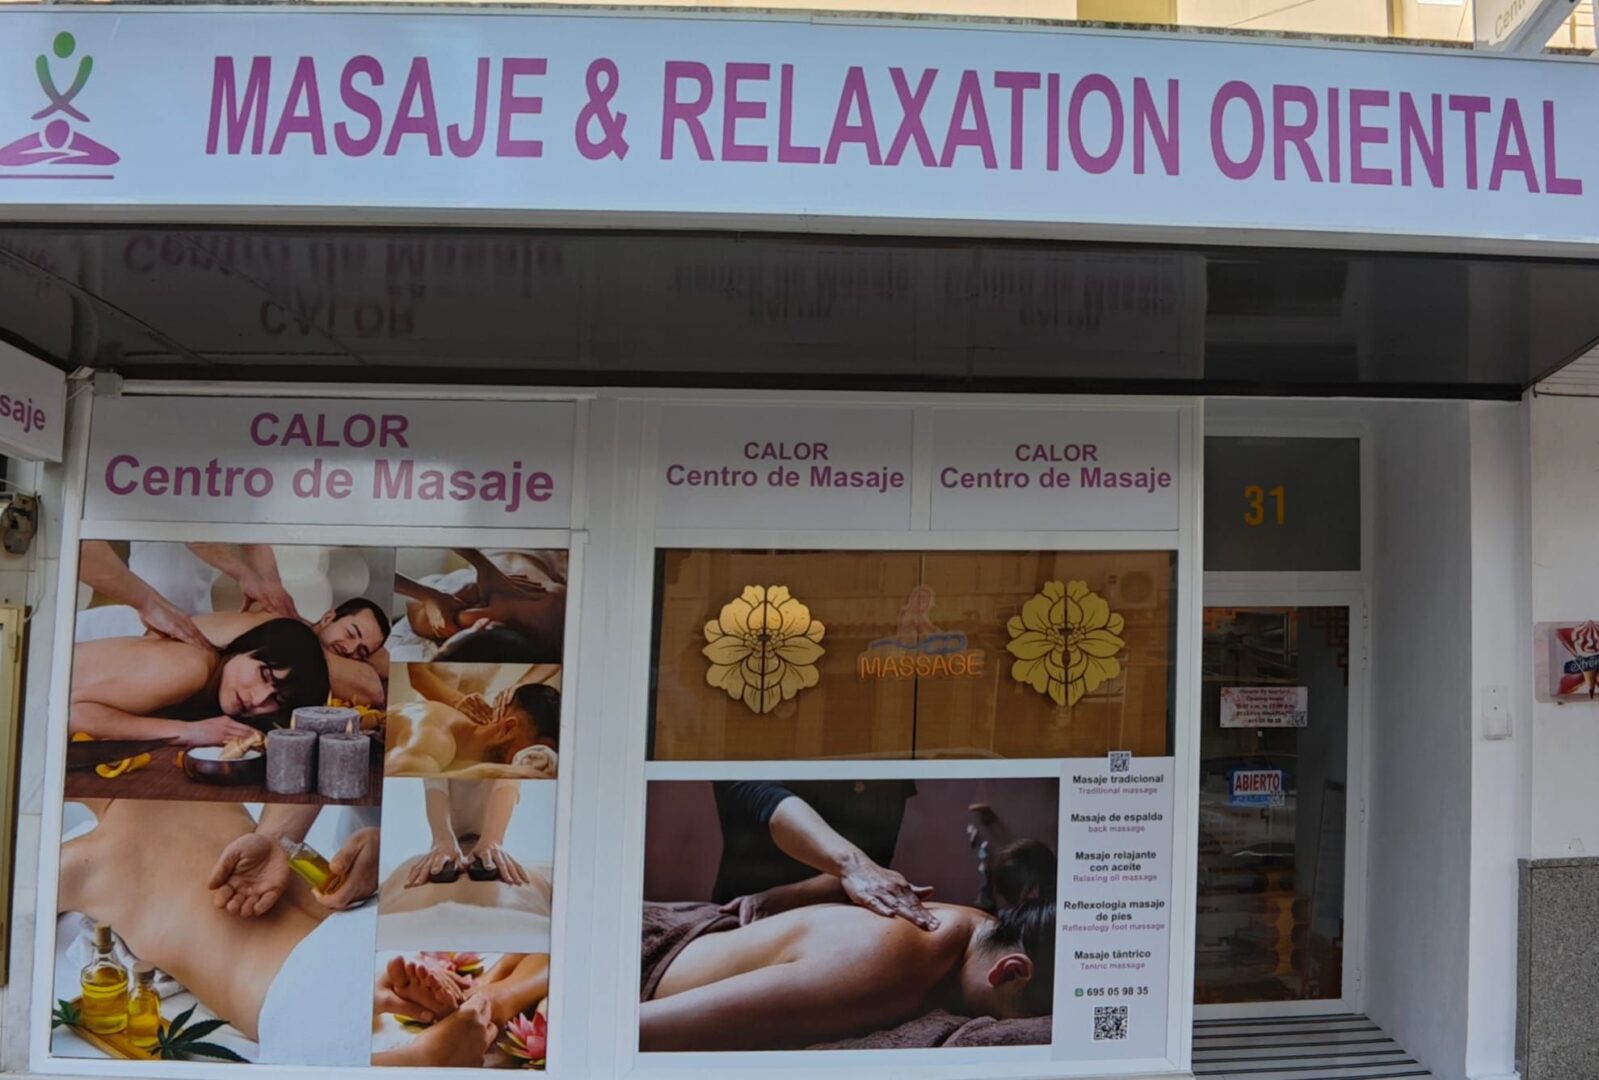 MASAJE & RELAXATION ORIENTAL
saje
CALOR
Centro de Masaje
CALOR
Centro de Masaje
CALOR
Centro de Masaje
31
MASSAGE
Masaje tradicional
Traditional massage
Masaje de espalda
back massage
Masaje relajante
con aceite
Relaxing oil massage
Reflexologia masaje
de pies
Reflexology foot massage
Masaje tántrico
Tantric massage
695 05 98 35
ABIERTO